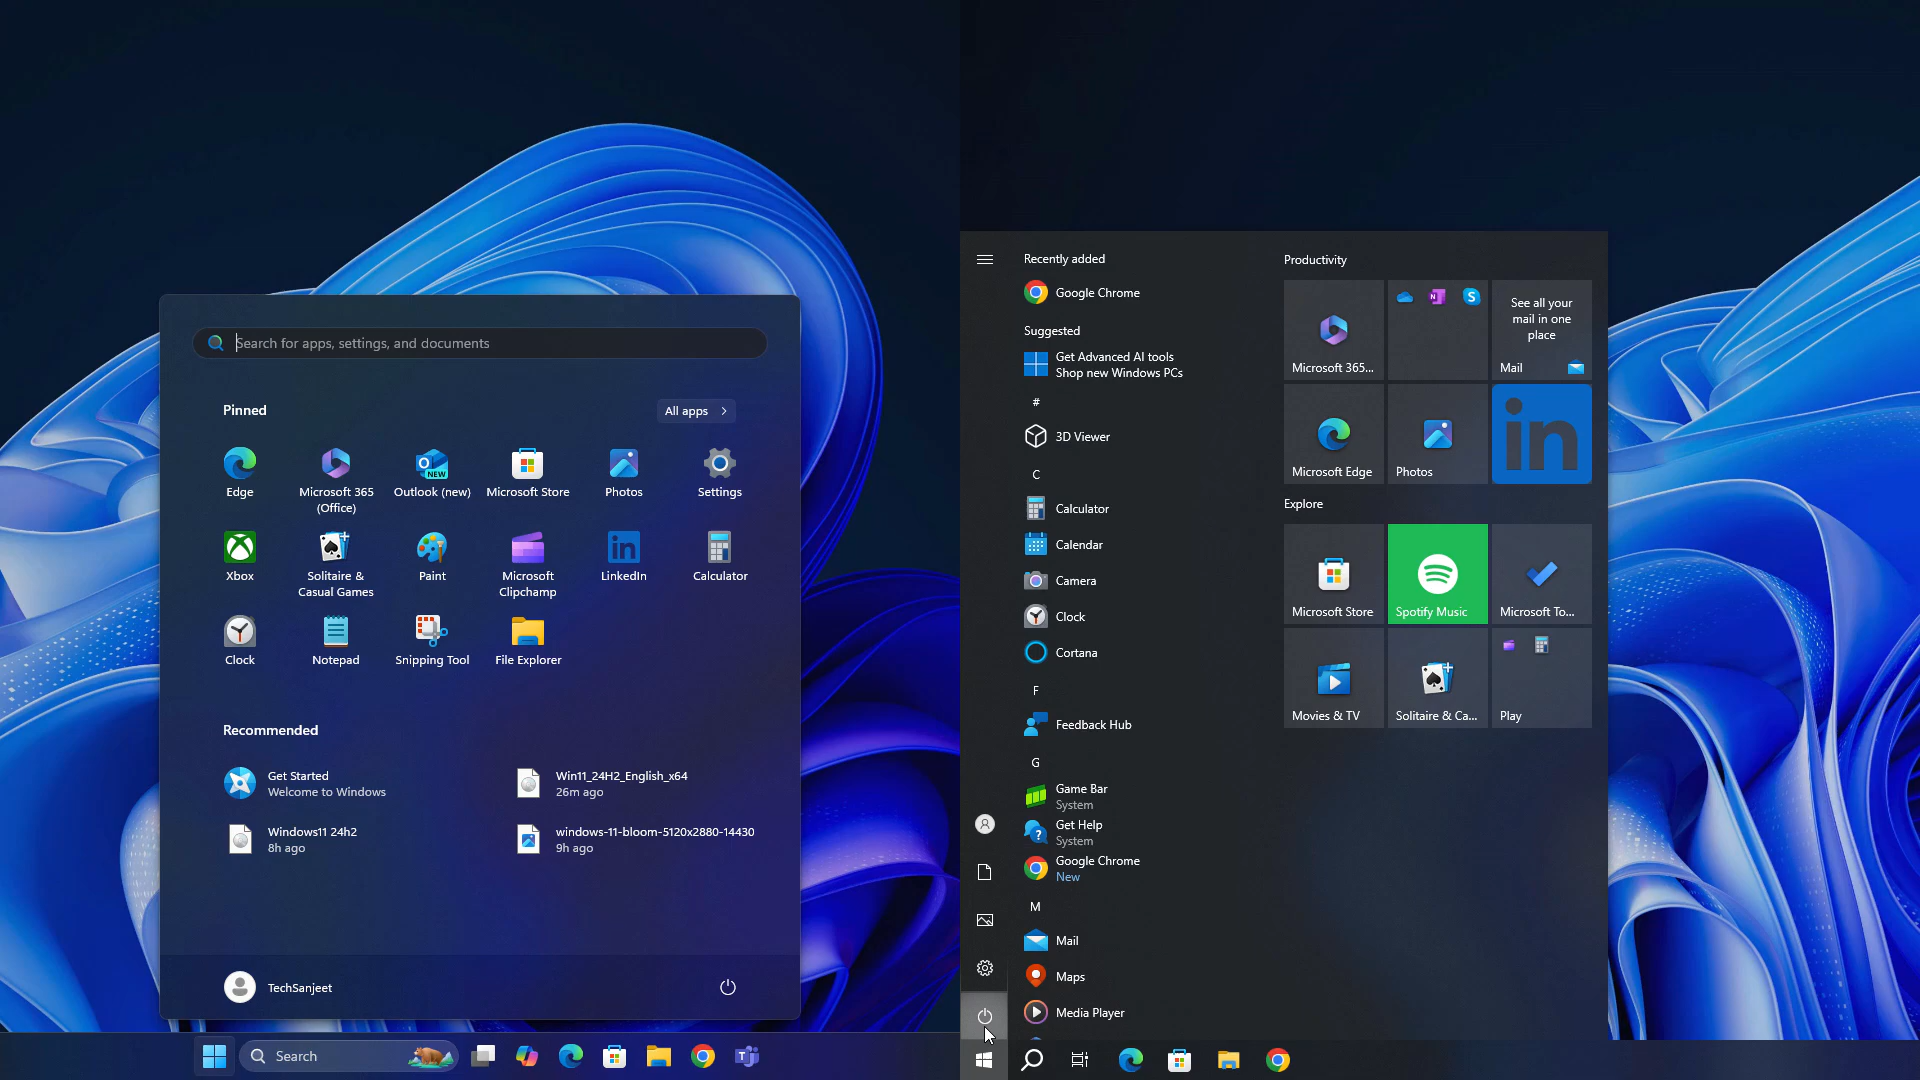 Search for apps, settings, and documents
Pinned
All apps
Edge
Microsoft 365
(Office)
Outlook (new)
NEW
Microsoft Store
Photos
Settings
Xbox
Solitaire &
Casual Games
Paint
Microsoft
Clipchamp
in
LinkedIn
Calculator
Clock
Notepad
Snipping Tool
File Explorer
Recommended
Get Started
Welcome to Windows
Win11_24H2_English_x64
26m ago
Windows11 24h2
8h ago
windows-11-bloom-5120x2880-14430
9h ago
TechSanjeet
Search
Recently added
Google Chrome
Suggested
Get Advanced AI tools
Shop new Windows PCs
#
3D Viewer
C
Calculator
Calendar
Camera
Clock
Cortana
F
Feedback Hub
G
Game Bar
System
Get Help
System
Google Chrome
New
M
Mail
Maps
Media Player
Productivity
Microsoft 365...
See all your
mail in one
place
Mail
Microsoft Edge
Photos
in
Explore
Microsoft Store
Spotify Music
Microsoft To...
Movies & TV
Solitaire & Ca...
Play